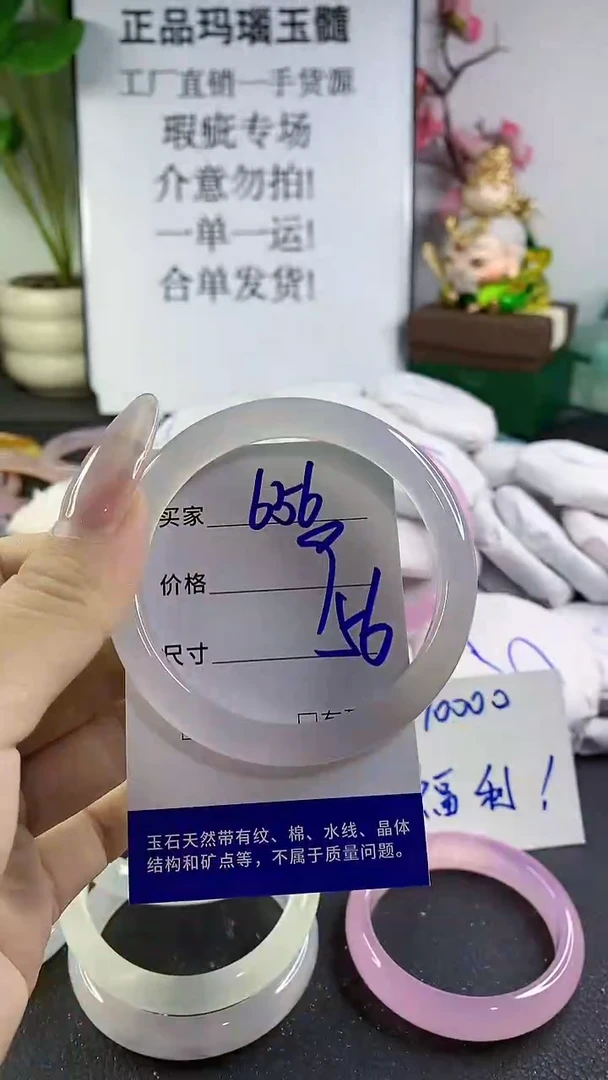 正品玛瑙玉髓
工厂直销一手货源
瑕疵专场
介意勿拍!
一单一运!
合单发货!
买家 656
价格
尺寸 56
10000
福利!
玉石天然带有纹、棉、水线、晶体
结构和矿点等，不属于质量问题。